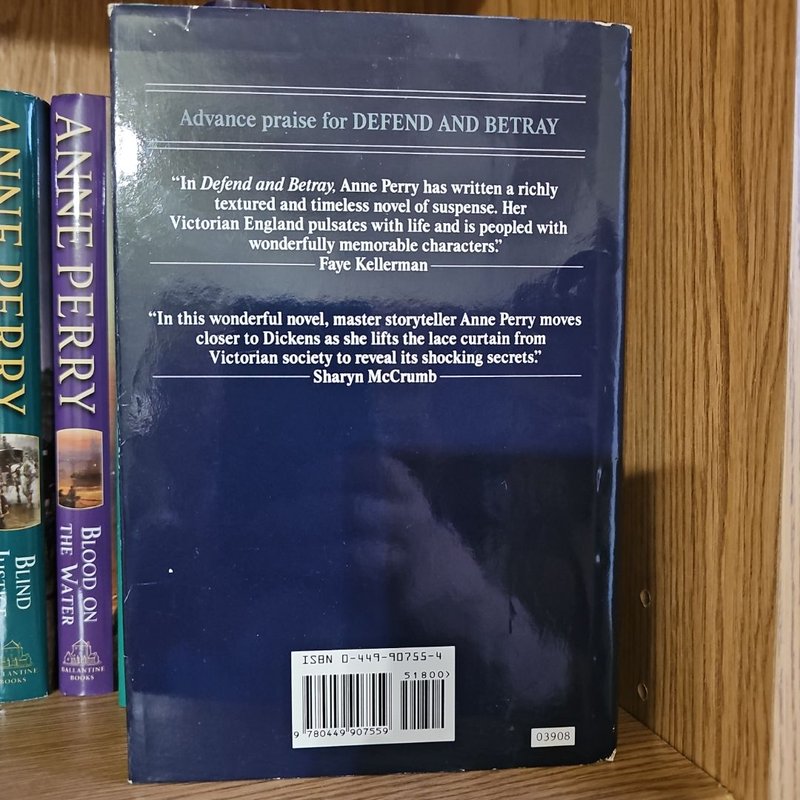 Advance praise for DEFEND AND BETRAY
“In Defend and Betray, Anne Perry has written a richly
textured and timeless novel of suspense. Her
Victorian England pulsates with life and is peopled with
wonderfully memorable characters.”
Faye Kellerman
“In this wonderful novel, master storyteller Anne Perry moves
closer to Dickens as she lifts the lace curtain from
Victorian society to reveal its shocking secrets.”
Sharyn McCrumb
ISBN 0-449-90755-4
51800>
9 780449 907559
03908
ANNE PERRY
BLOOD ON
THE WATER
BALLANTINE
BOOKS
ANNE PERRY
BLIND
BOOKS